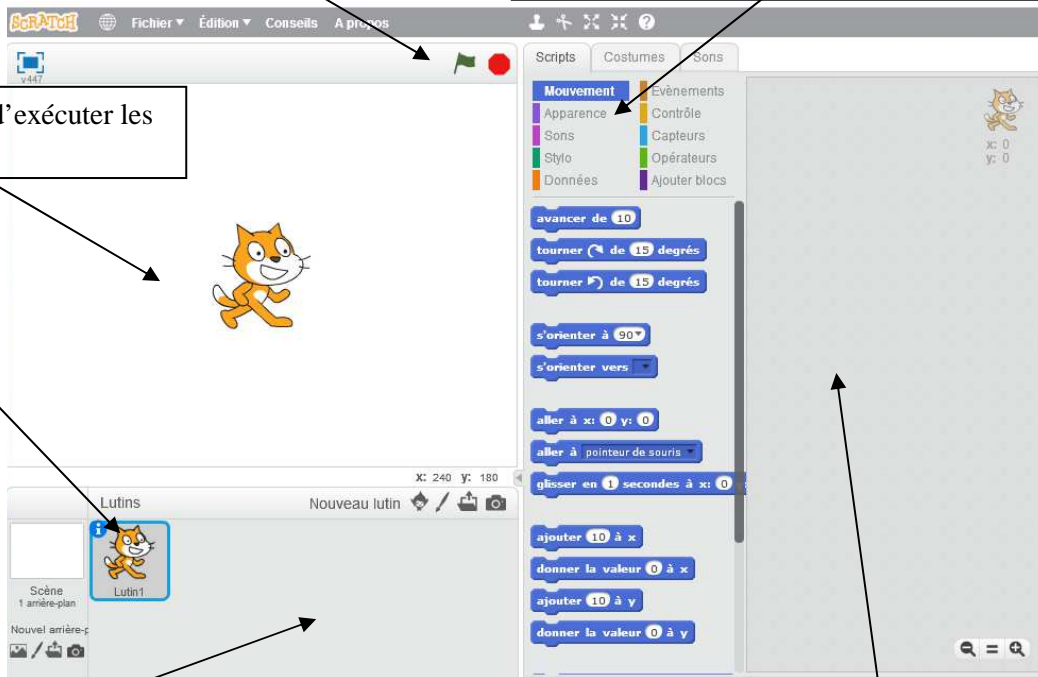 SCRATCH Fichier Édition Conseils A propos
v447
d'exécuter les
X: 240 y: 180
Lutins Nouveau lutin
Scène
1 arrière-plan
Nouvel arrière-p
Lutin1
Scripts Costumes Sons
Mouvement Evènements
Apparence Contrôle
Sons Capteurs
Stylo Opérateurs
Données Ajouter blocs
avancer de 10
tourner de 15 degrés
tourner de 15 degrés
s'orienter à 90
s'orienter vers
aller à x: 0 y: 0
aller à pointeur de souris
glisser en 1 secondes à x: 0
ajouter 10 à x
donner la valeur 0 à x
ajouter 10 à y
donner la valeur 0 à y
x: 0
y: 0